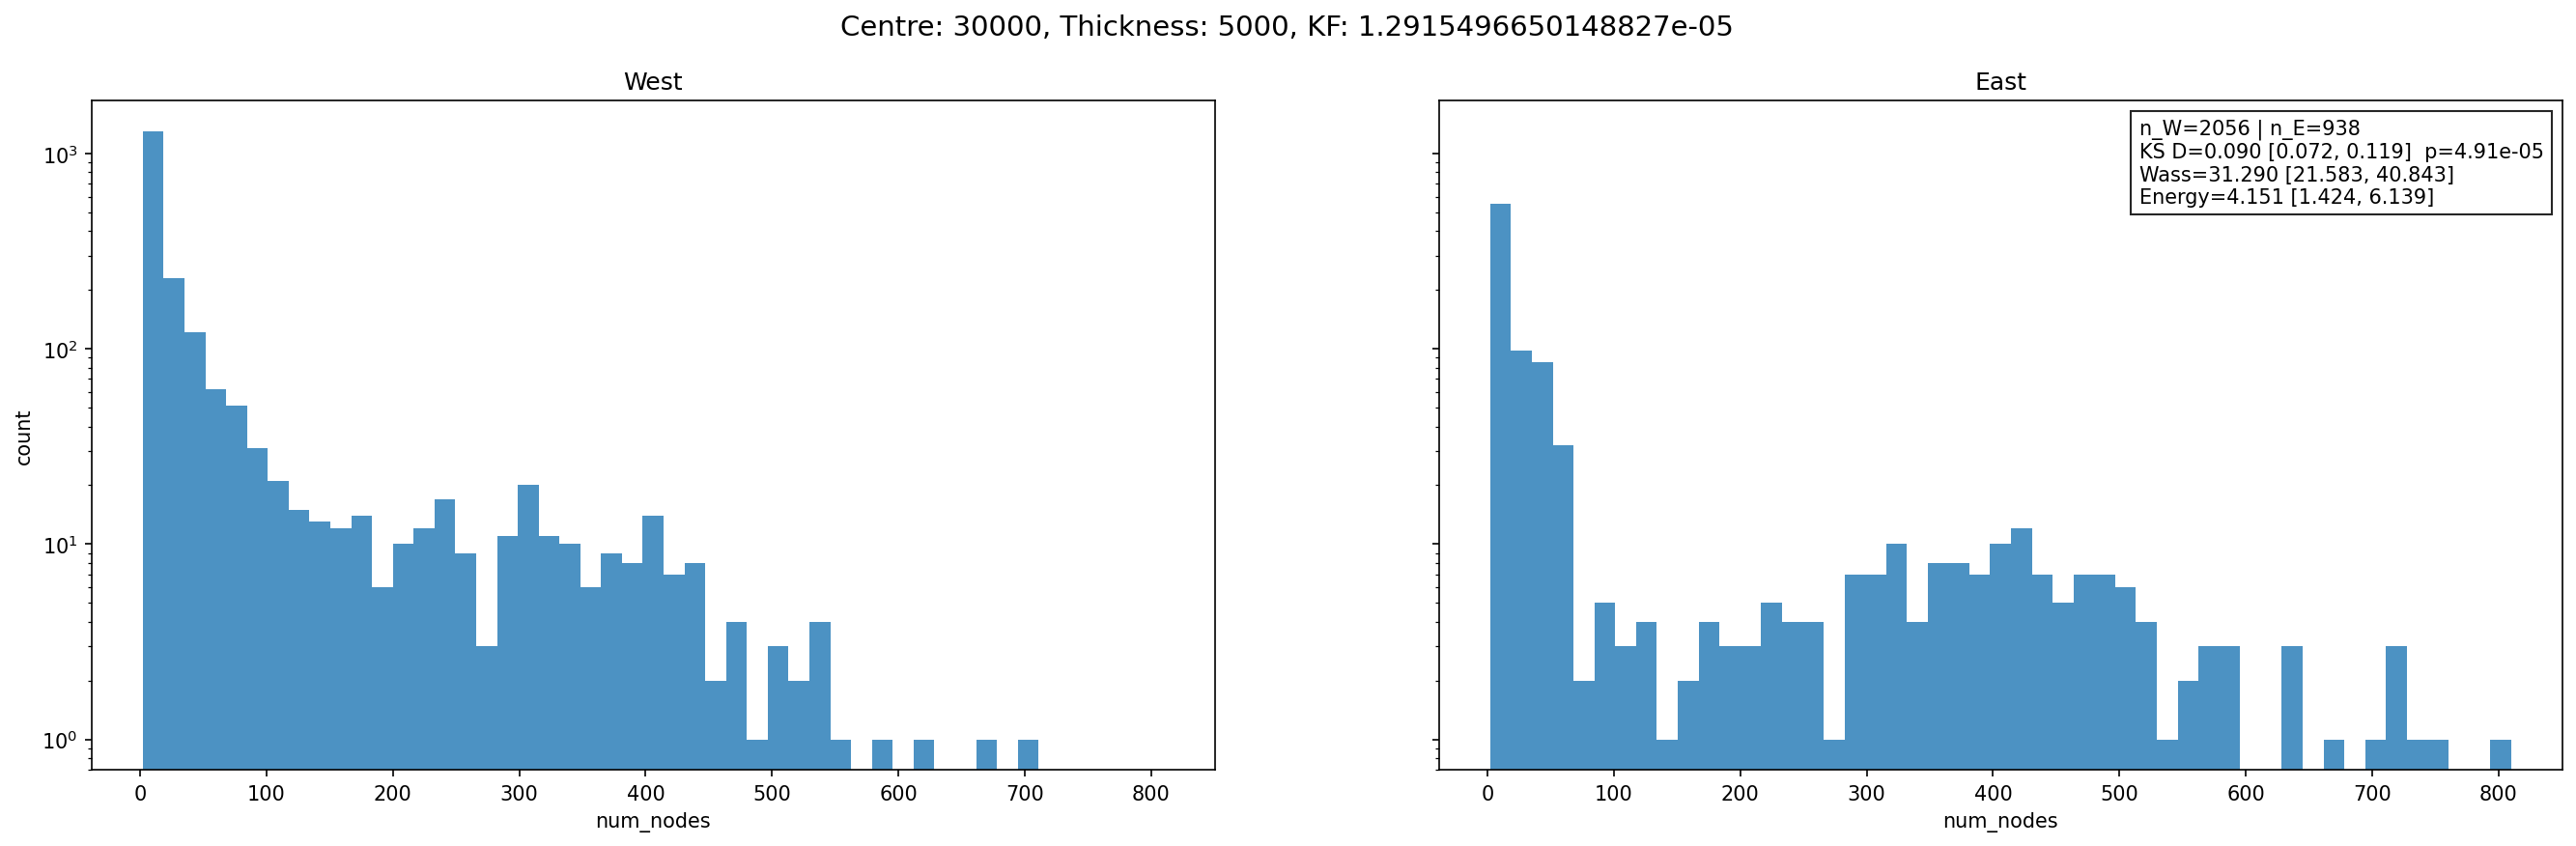 Centre: 30000, Thickness: 5000, KF: 1.2915496650148827e-05
West
East
n_W=2056 | n_E=938
KS D=0.090 [0.072, 0.119]  p=4.91e-05
Wass=31.290 [21.583, 40.843]
Energy=4.151 [1.424, 6.139]
count
10³
10²
10¹
10⁰
0 100 200 300 400 500 600 700 800
num_nodes
0 100 200 300 400 500 600 700 800
num_nodes